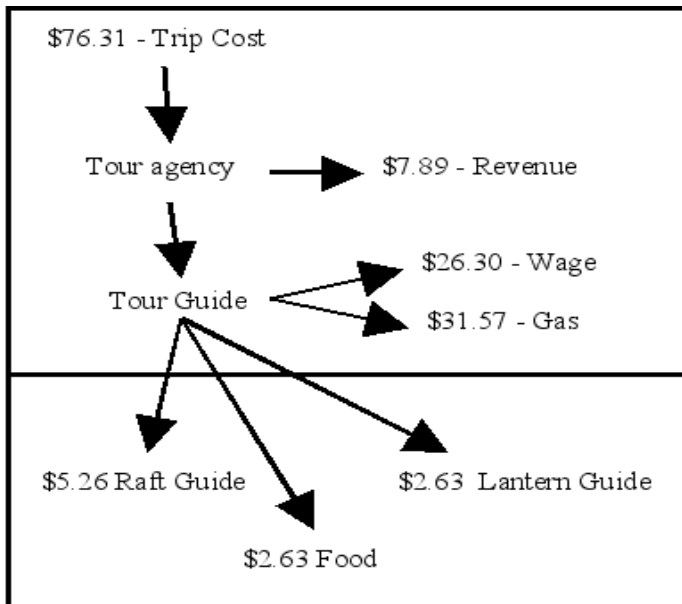 $76.31 - Trip Cost
Tour agency
$7.89 - Revenue
$26.30 - Wage
Tour Guide
$31.57 - Gas
$5.26 Raft Guide
$2.63 Lantern Guide
$2.63 Food